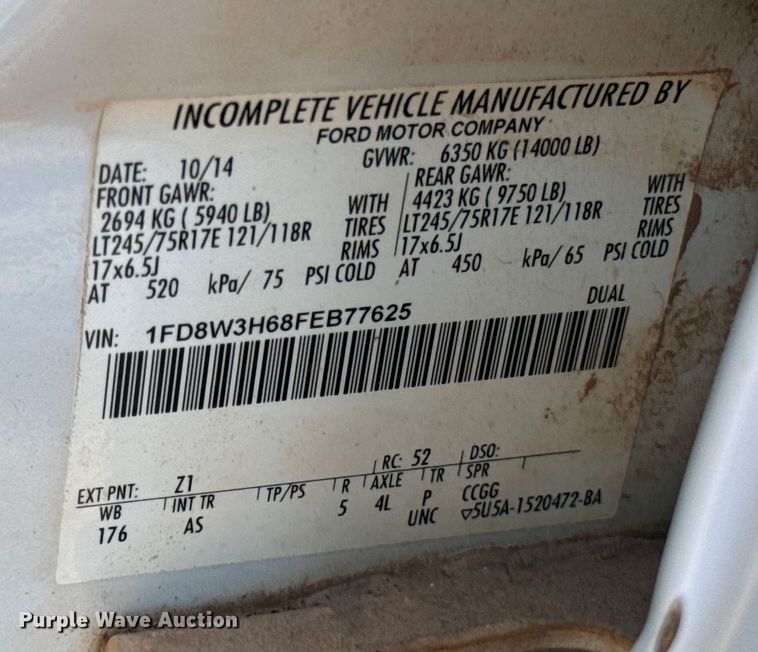 INCOMPLETE VEHICLE MANUFACTURED BY
FORD MOTOR COMPANY
DATE: 10/14 GVWR: 6350 KG (14000 LB)
FRONT GAWR: REAR GAWR:
2694 KG ( 5940 LB) WITH 4423 KG ( 9750 LB) WITH
LT245/75R17E 121/118R TIRES LT245/75R17E 121/118R TIRES
17x6.5J RIMS 17x6.5J RIMS
AT 520 kPa/ 75 PSI COLD AT 450 kPa/ 65 PSI COLD
VIN: 1FD8W3H68FEB77625 DUAL
EXT PNT: Z1 RC: 52 DSO:
WB INT TR TP/PS R AXLE TR SPR
176 AS 5 4L P CCGG
UNC 5U5A-1520472-BA
Purple Wave Auction